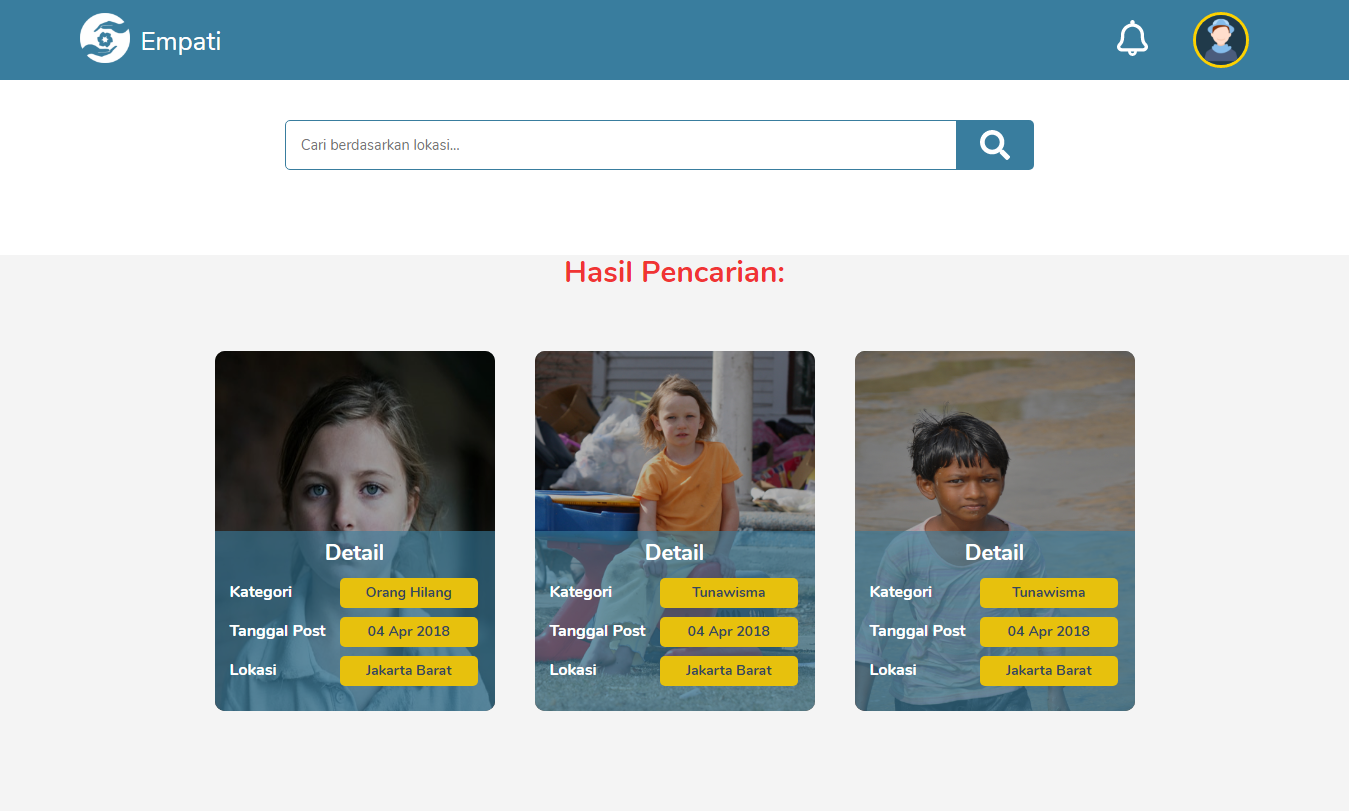 Empati
Cari berdasarkan lokasi...
Hasil Pencarian:
Detail
Kategori Orang Hilang
Tanggal Post 04 Apr 2018
Lokasi Jakarta Barat
Detail
Kategori Tunawisma
Tanggal Post 04 Apr 2018
Lokasi Jakarta Barat
Detail
Kategori Tunawisma
Tanggal Post 04 Apr 2018
Lokasi Jakarta Barat